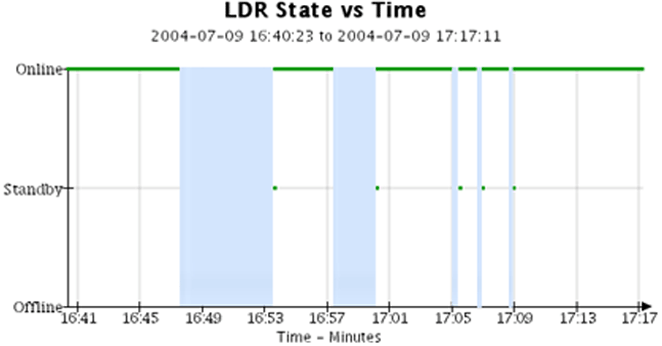 LDR State vs Time
2004-07-09 16:40:23 to 2004-07-09 17:17:11
Online
Standby
Offline
16:41 16:45 16:49 16:53 16:57 17:01 17:05 17:09 17:13 17:17
Time - Minutes